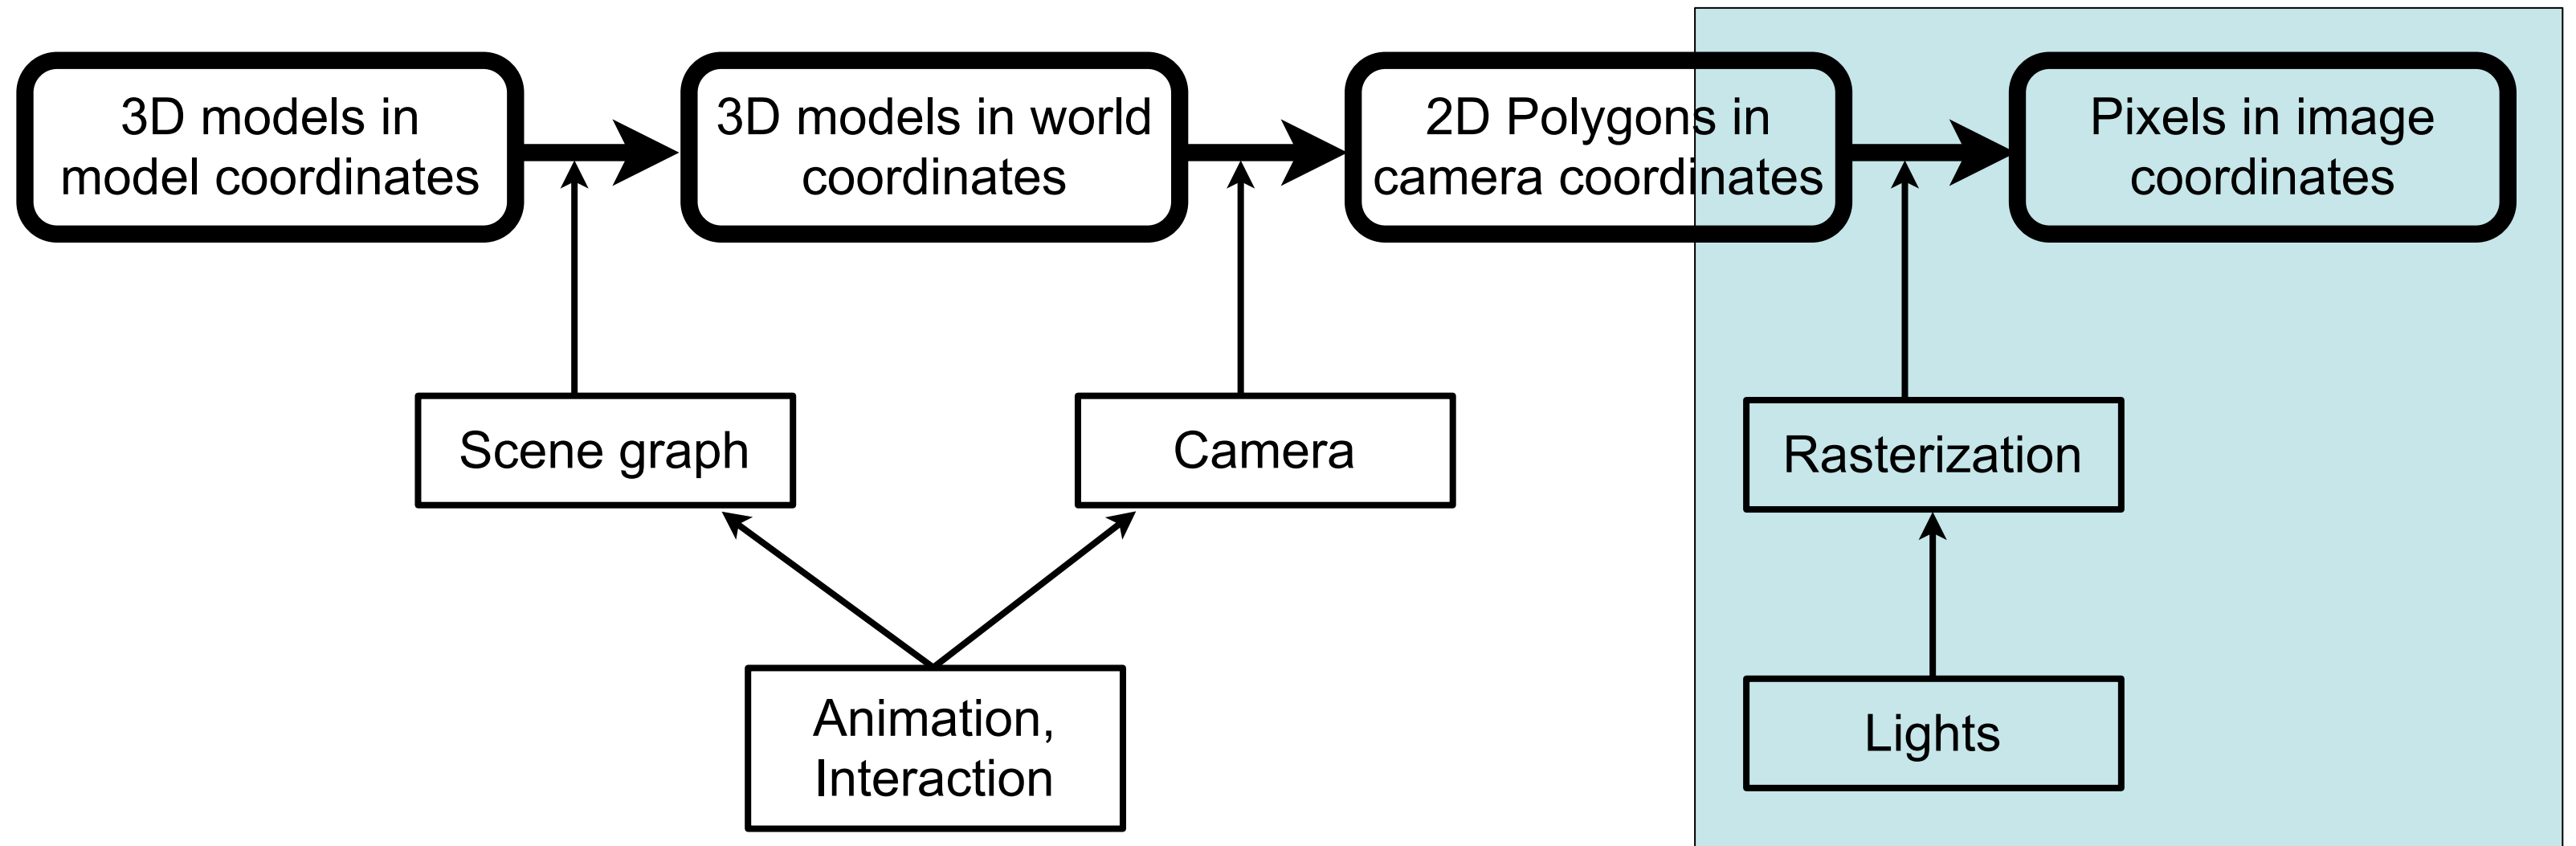 3D models in
model coordinates
3D models in world
coordinates
2D Polygons in
camera coordinates
Pixels in image
coordinates
Scene graph
Camera
Rasterization
Animation,
Interaction
Lights